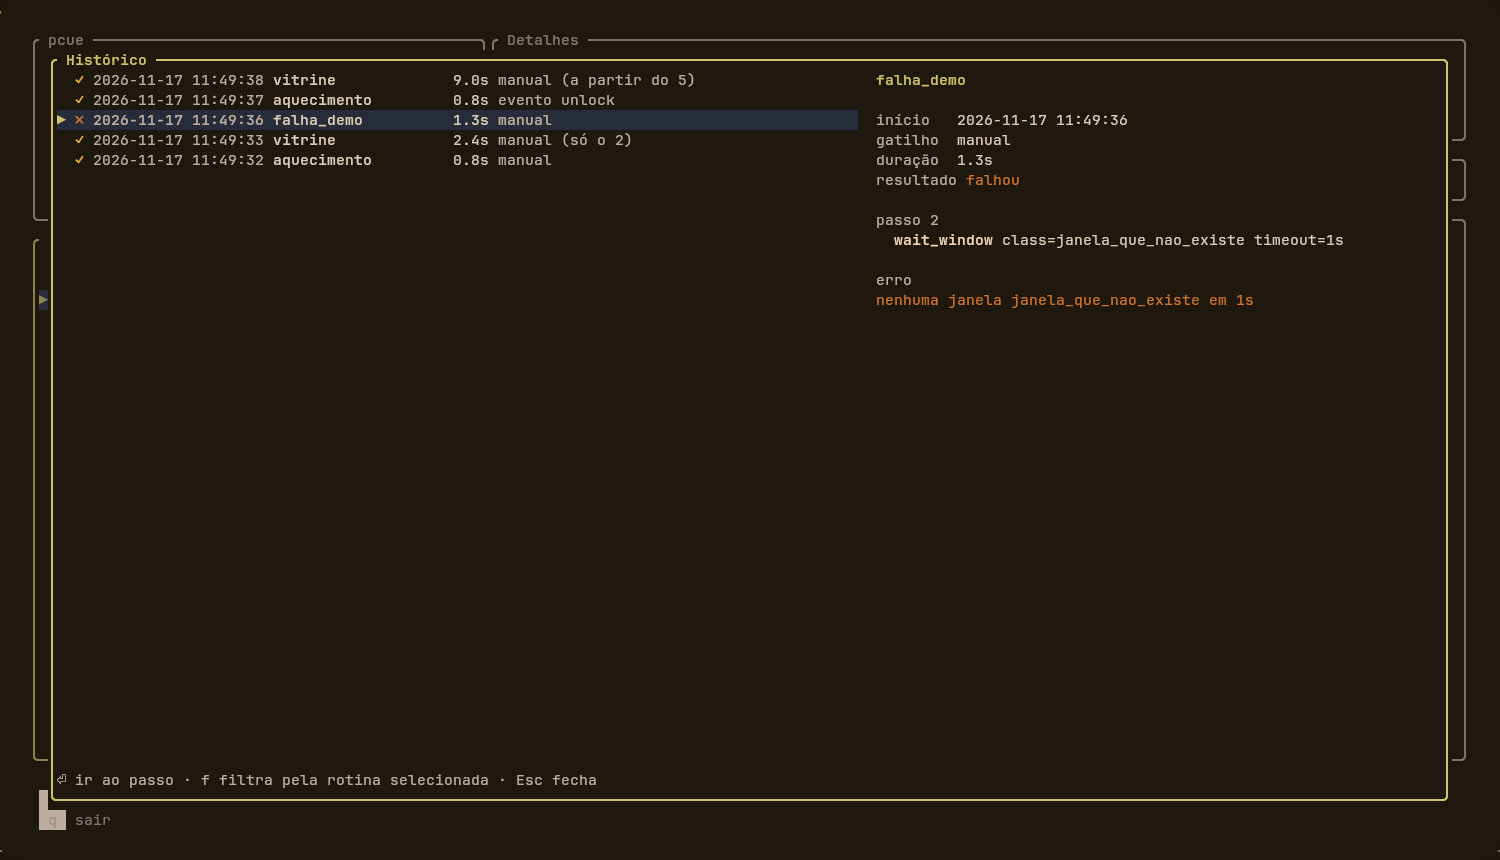 pcue
Detalhes
Histórico
✓ 2026-11-17 11:49:38 vitrine 9.0s manual (a partir do 5)
✓ 2026-11-17 11:49:37 aquecimento 0.8s evento unlock
▶ ✕ 2026-11-17 11:49:36 falha_demo 1.3s manual
✓ 2026-11-17 11:49:33 vitrine 2.4s manual (só o 2)
✓ 2026-11-17 11:49:32 aquecimento 0.8s manual
falha_demo
início 2026-11-17 11:49:36
gatilho manual
duração 1.3s
resultado falhou
passo 2
wait_window class=janela_que_nao_existe timeout=1s
erro
nenhuma janela janela_que_nao_existe em 1s
⏎ ir ao passo · f filtra pela rotina selecionada · Esc fecha
q sair